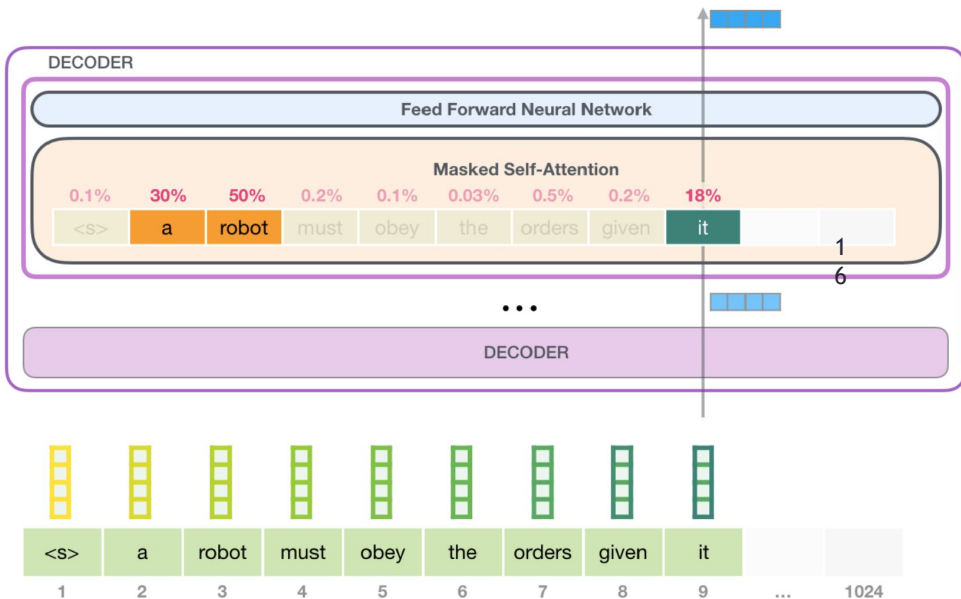 DECODER
Feed Forward Neural Network
Masked Self-Attention
0.1% 30% 50% 0.2% 0.1% 0.03% 0.5% 0.2% 18%
<s> a robot must obey the orders given it
1
6
...
DECODER
<s> a robot must obey the orders given it
1 2 3 4 5 6 7 8 9 ... 1024